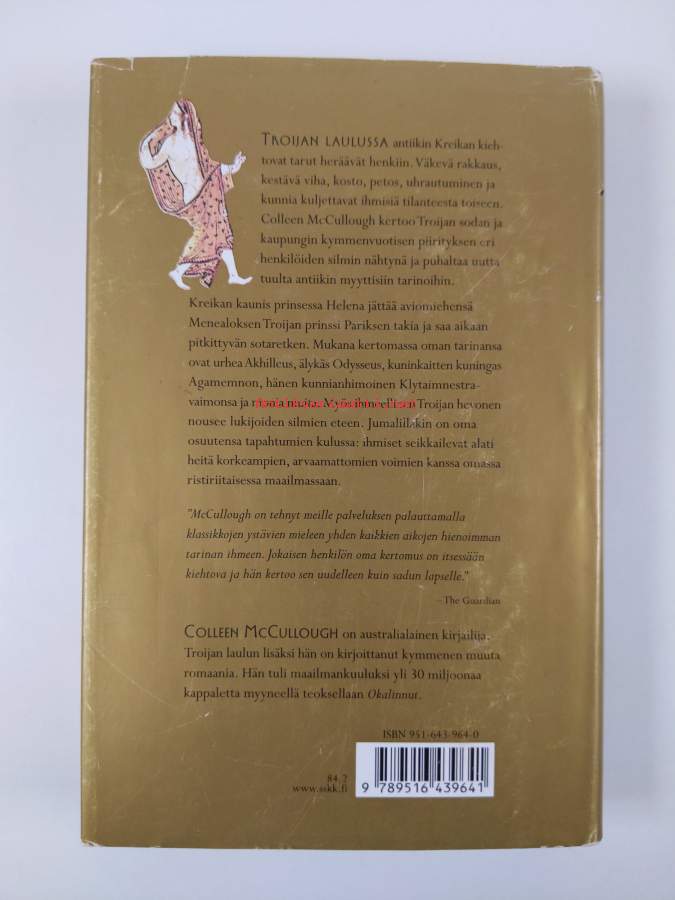 TROIJAN LAULUSSA antiikin Kreikan kieh-
tovat tarut heräävät henkiin. Väkevä rakkaus,
kestävä viha, kosto, petos, uhrautuminen ja
kunnia kuljettavat ihmisiä tilanteesta toiseen.
Colleen McCullough kertoo Troijan sodan ja
kaupungin kymmenvuotisen piirityksen eri
henkilöiden silmin nähtynä ja puhaltaa uutta
tuulta antiikin myyttisiin tarinoihin.
Kreikan kaunis prinsessa Helena jättää aviomiehensä
Menealoksen Troijan prinssi Pariksen takia ja saa aikaan
pitkittyvän sotaretken. Mukana kertomassa oman tarinansa
ovat urhea Akhilleus, älykäs Odysseus, kuninkaitten kuningas
Agamemnon, hänen kunnianhimoinen Klytaimnestra-
vaimonsa ja monta muita. Myös ihmeellinen Troijan hevonen
nousee lukijoiden silmien eteen. Jumalillakin on oma
osuutensa tapahtumien kulussa: ihmiset seikkailevat alati
heitä korkeampien, arvaamattomien voimien kanssa omassa
ristiriitaisessa maailmassaan.
"McCullough on tehnyt meille palveluksen palauttamalla
klassikkojen ystävien mieleen yhden kaikkien aikojen hienoimman
tarinan ihmeen. Jokaisen henkilön oma kertomus on itsessään
kiehtova ja hän kertoo sen uudelleen kuin sadun lapselle."
– The Guardian
COLLEEN MCCULLOUGH on australialainen kirjailija.
Troijan laulun lisäksi hän on kirjoittanut kymmenen muuta
romaania. Hän tuli maailmankuuluksi yli 30 miljoonaa
kappaletta myyneellä teoksellaan Okalinnut.
ISBN 951-643-964-0
84.2
www.sskk.fi
9 789516 439641